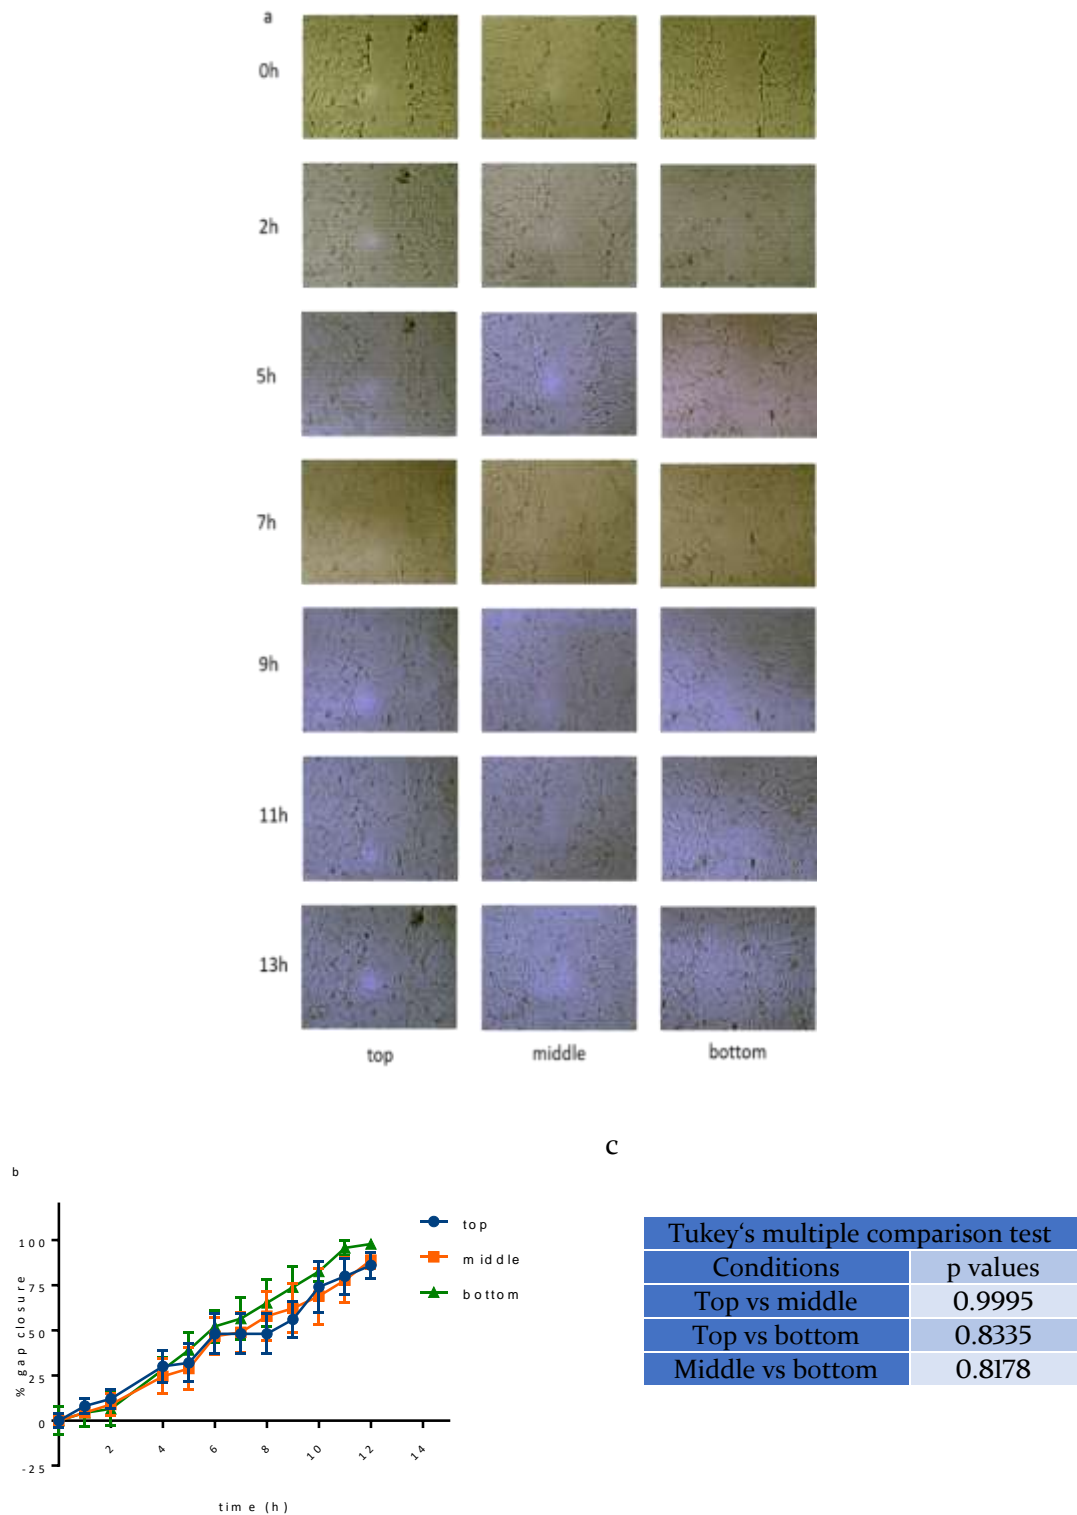 a
0h
2h
5h
7h
9h
11h
13h
top middle bottom
c
b
100
75
50
25
0
-25
% gap closure
2 4 6 8 10 12 14
time (h)
top
middle
bottom
Tukey‘s multiple comparison test
Conditions p values
Top vs middle 0.9995
Top vs bottom 0.8335
Middle vs bottom 0.8178